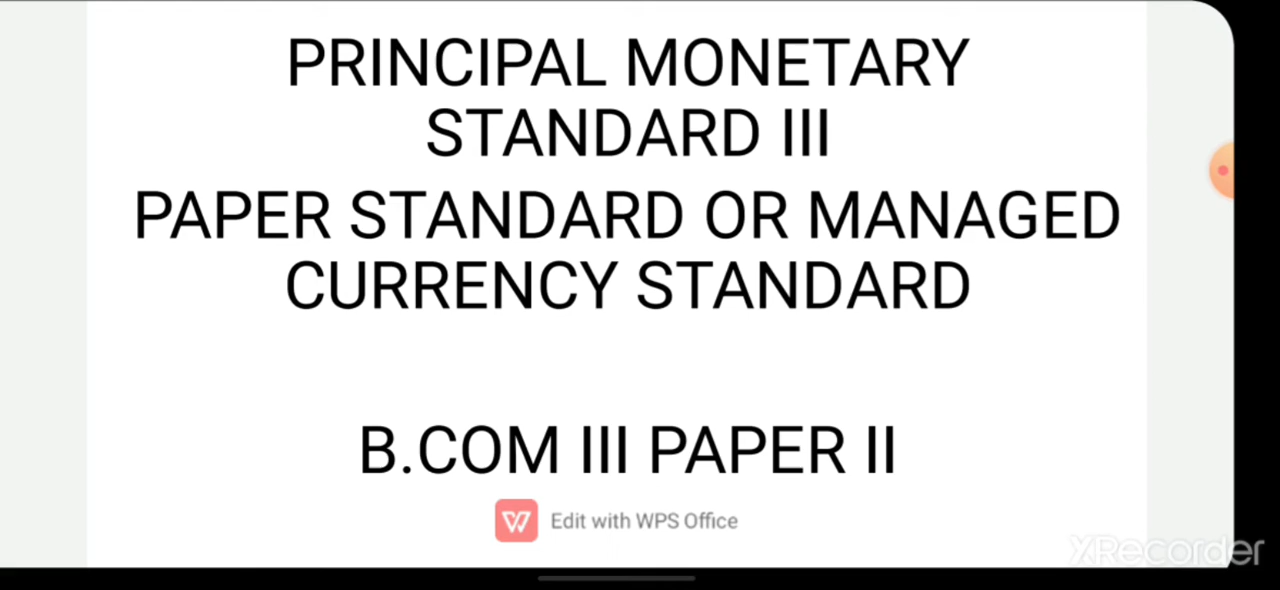 PRINCIPAL MONETARY
STANDARD III
PAPER STANDARD OR MANAGED
CURRENCY STANDARD
B.COM III PAPER II
Edit with WPS Office
XRecorder